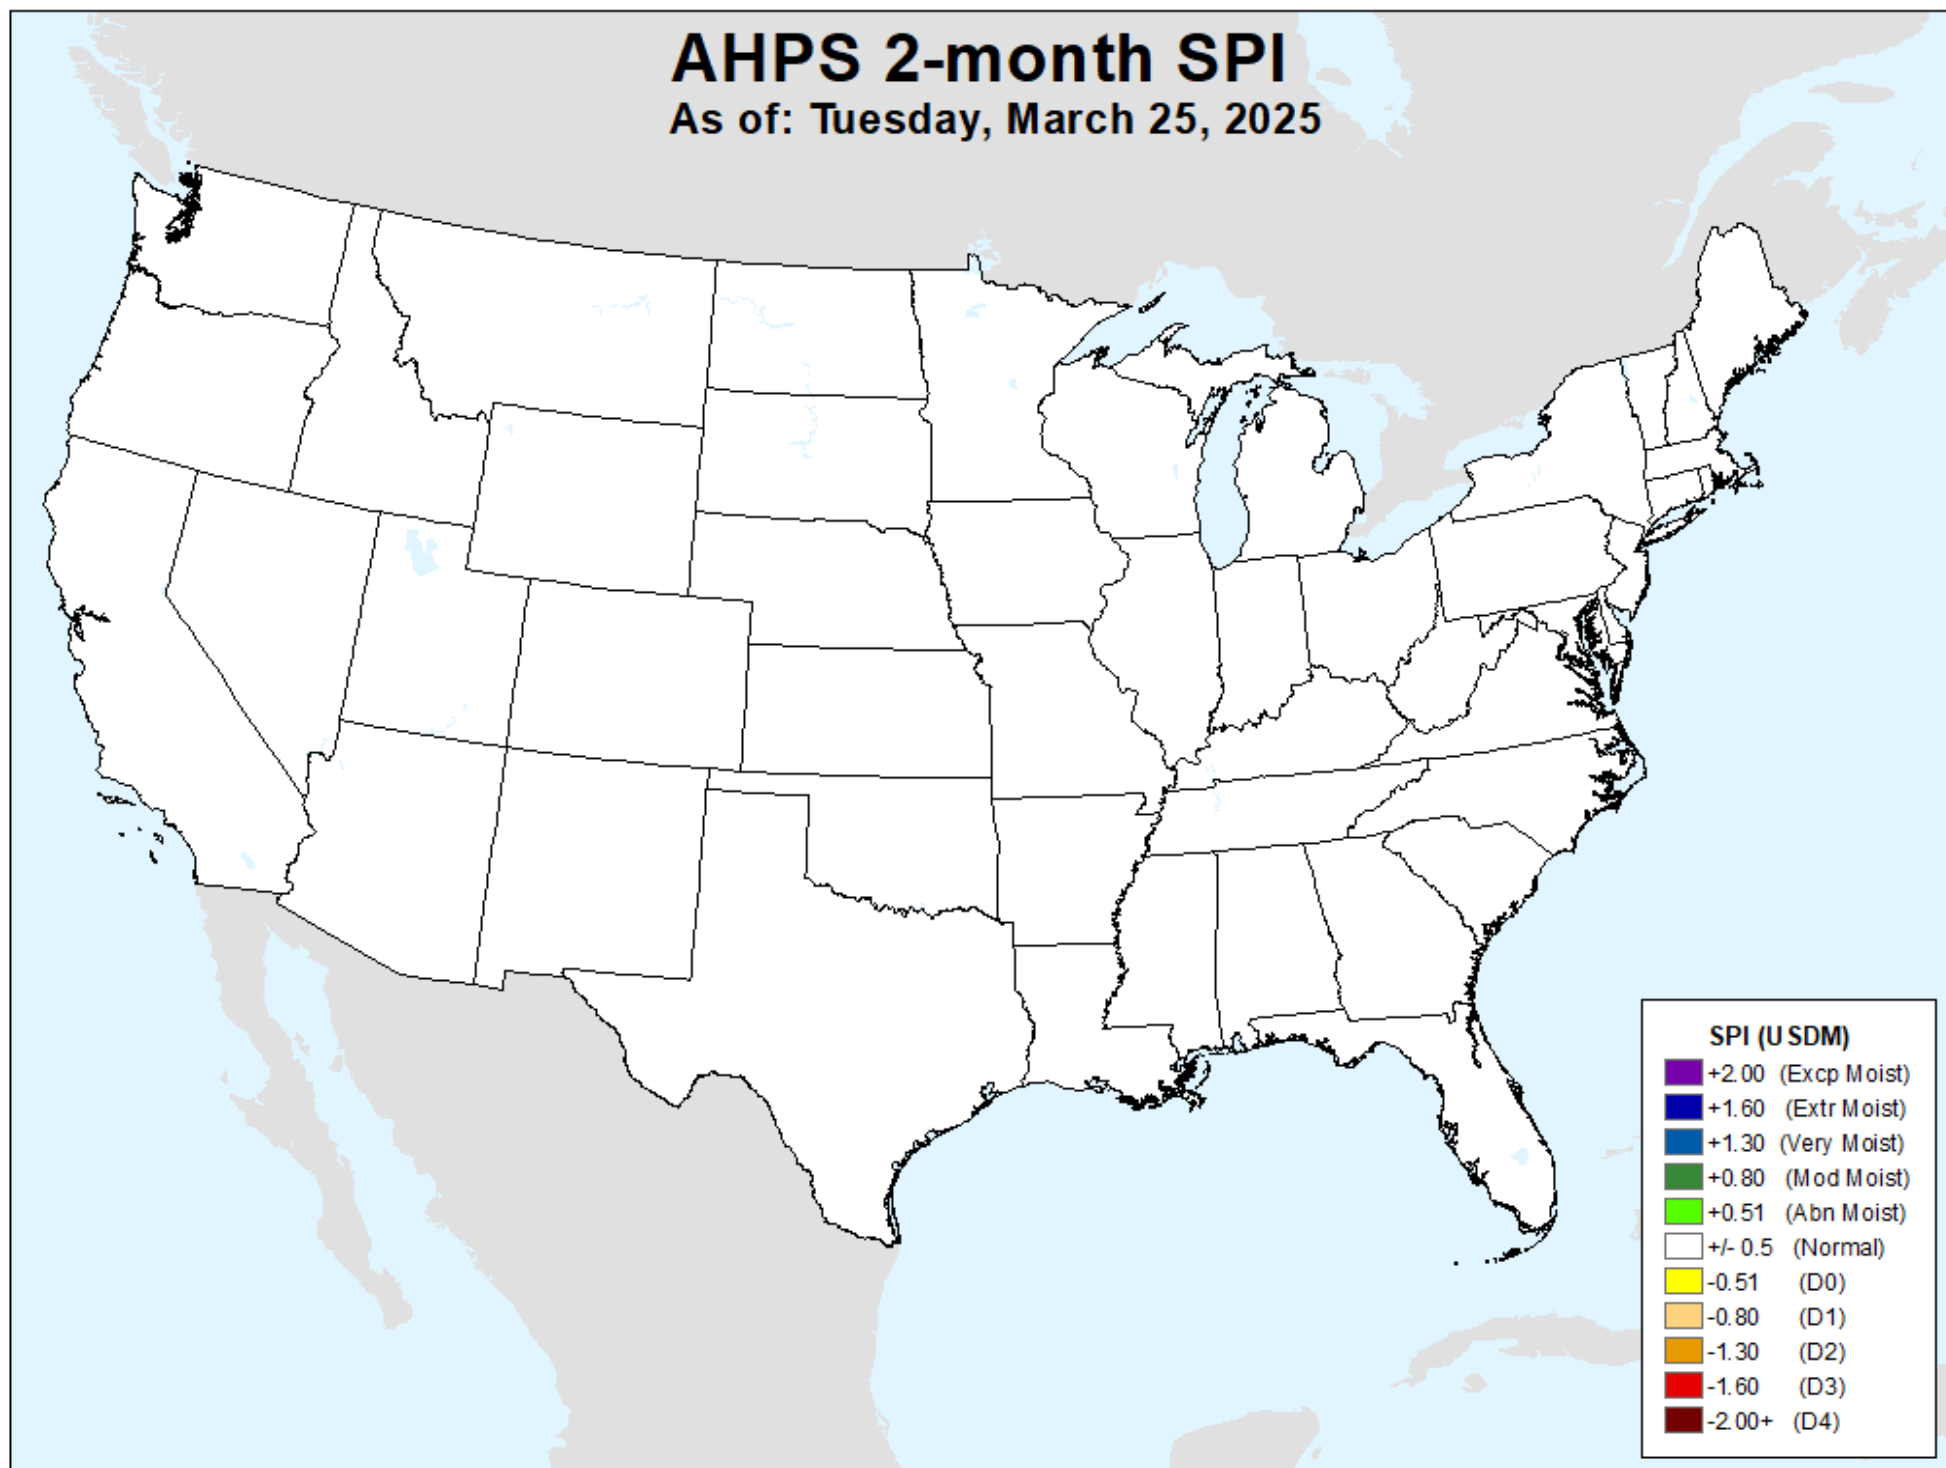 AHPS 2-month SPI
As of: Tuesday, March 25, 2025
SPI (USDM)
+2.00 (Excp Moist)
+1.60 (Extr Moist)
+1.30 (Very Moist)
+0.80 (Mod Moist)
+0.51 (Abn Moist)
+/- 0.5 (Normal)
-0.51 (D0)
-0.80 (D1)
-1.30 (D2)
-1.60 (D3)
-2.00+ (D4)